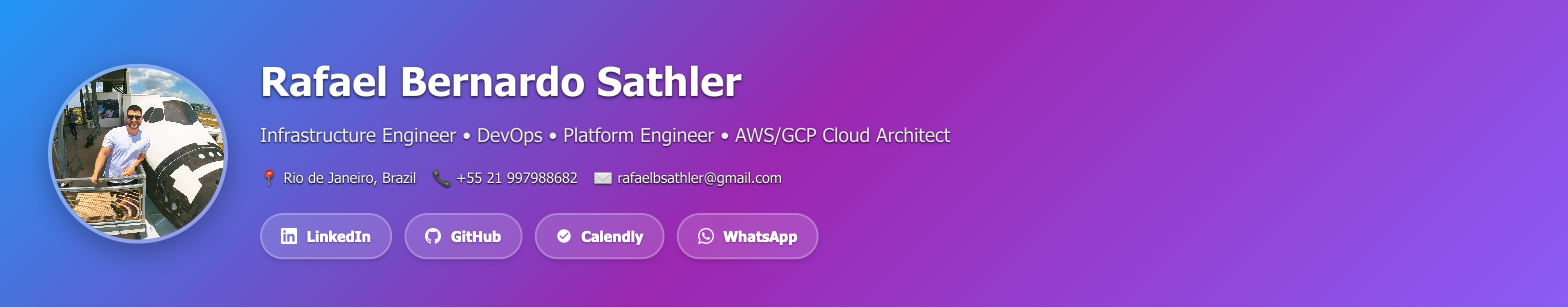 Rafael Bernardo Sathler
Infrastructure Engineer • DevOps • Platform Engineer • AWS/GCP Cloud Architect
📍 Rio de Janeiro, Brazil 📞 +55 21 997988682 ✉️ rafaelbsathler@gmail.com
LinkedIn GitHub Calendly WhatsApp